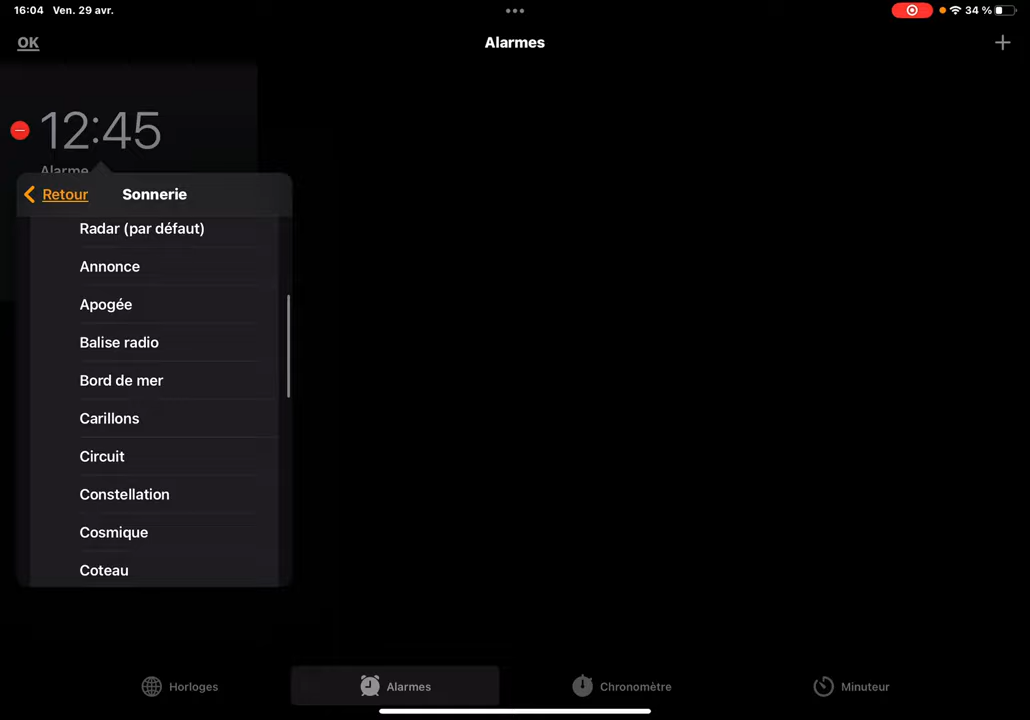 16:04 Ven. 29 avr. 34 %
OK Alarmes
12:45
Alarme
Retour Sonnerie
Radar (par défaut)
Annonce
Apogée
Balise radio
Bord de mer
Carillons
Circuit
Constellation
Cosmique
Coteau
Horloges Alarmes Chronomètre Minuteur